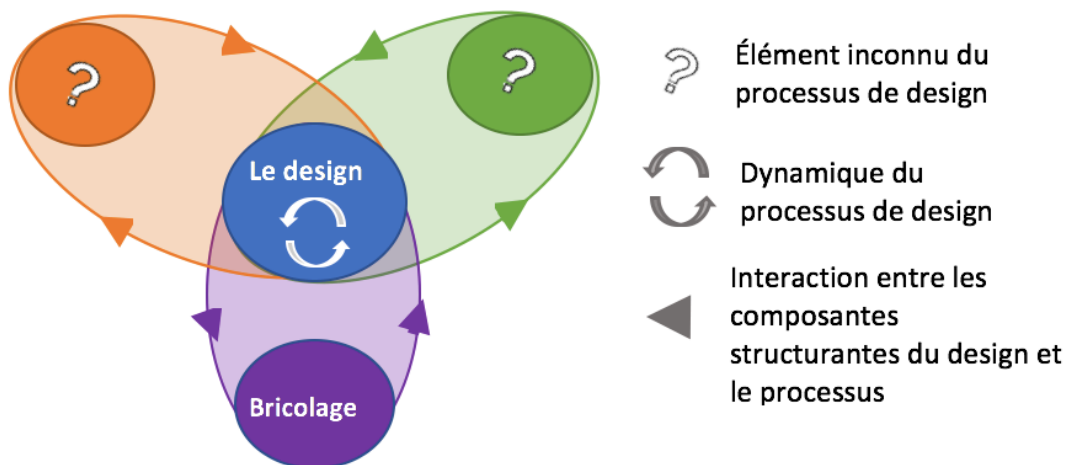 ?
?
Le design
Bricolage
?
Élément inconnu du
processus de design
Dynamique du
processus de design
Interaction entre les
composantes
structurantes du design et
le processus